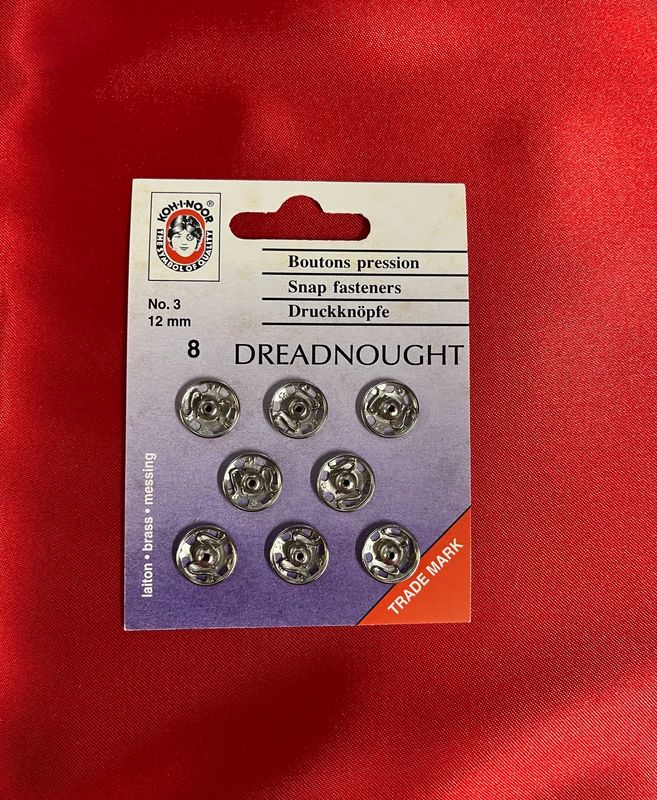 KOH-I-NOOR®
THE SYMBOL OF QUALITY
Boutons pression
Snap fasteners
Druckknöpfe
No. 3
12 mm
8
DREADNOUGHT
laiton • brass • messing
TRADE MARK